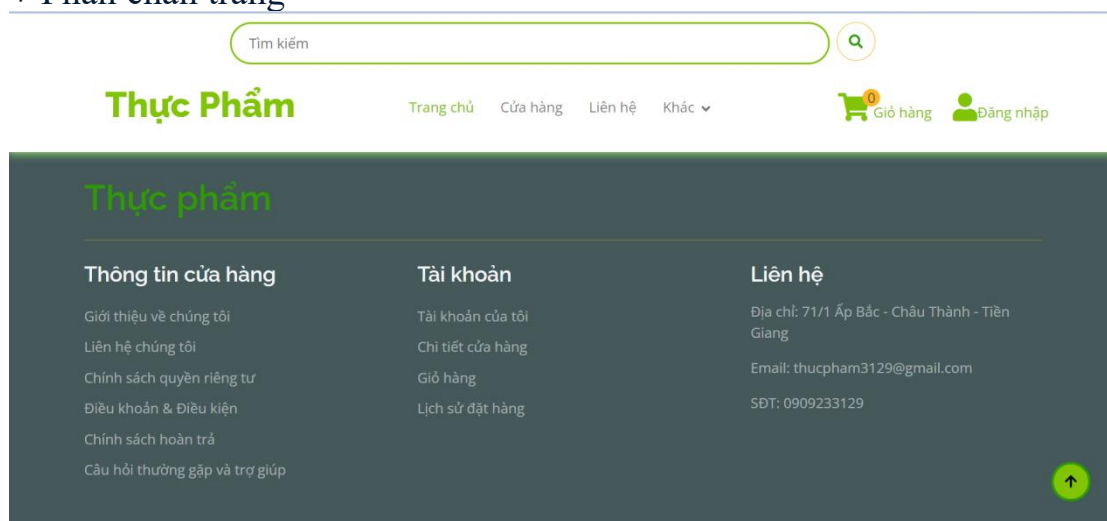 + Phần chân trang
Tìm kiếm
Thực Phẩm
Trang chủ Cửa hàng Liên hệ Khác
0
Giỏ hàng Đăng nhập
Thực phẩm
Thông tin cửa hàng
Giới thiệu về chúng tôi
Liên hệ chúng tôi
Chính sách quyền riêng tư
Điều khoản & Điều kiện
Chính sách hoàn trả
Câu hỏi thường gặp và trợ giúp
Tài khoản
Tài khoản của tôi
Chi tiết cửa hàng
Giỏ hàng
Lịch sử đặt hàng
Liên hệ
Địa chỉ: 71/1 Ấp Bắc - Châu Thành - Tiền
Giang
Email: thucpham3129@gmail.com
SĐT: 0909233129